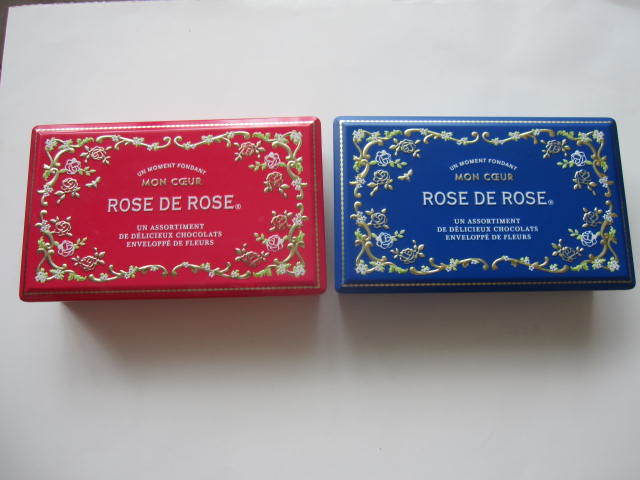 UN MOMENT FONDANT
MON CŒUR
ROSE DE ROSE®
UN ASSORTIMENT
DE DÉLICIEUX CHOCOLATS
ENVELOPPÉ DE FLEURS
UN MOMENT FONDANT
MON CŒUR
ROSE DE ROSE®
UN ASSORTIMENT
DE DÉLICIEUX CHOCOLATS
ENVELOPPÉ DE FLEURS